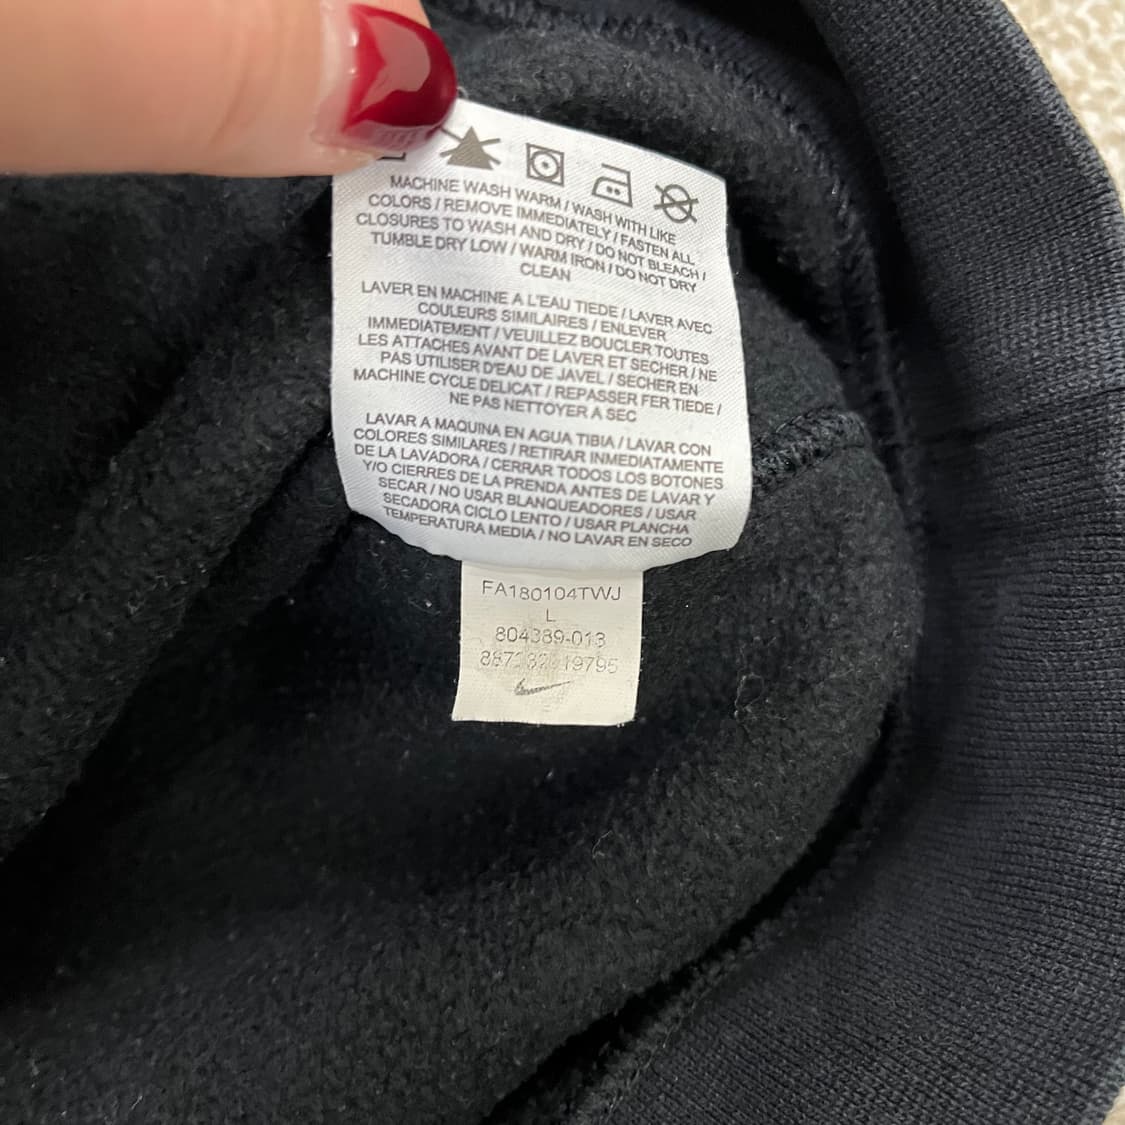 MACHINE WASH WARM / WASH WITH LIKE
COLORS / REMOVE IMMEDIATELY / FASTEN ALL
CLOSURES TO WASH AND DRY / DO NOT BLEACH /
TUMBLE DRY LOW / WARM IRON / DO NOT DRY
CLEAN
LAVER EN MACHINE A L'EAU TIEDE / LAVER AVEC
COULEURS SIMILAIRES / ENLEVER
IMMEDIATEMENT / VEUILLEZ BOUCLER TOUTES
LES ATTACHES AVANT DE LAVER ET SECHER / NE
PAS UTILISER D'EAU DE JAVEL / SECHER EN
MACHINE CYCLE DELICAT / REPASSER FER TIEDE /
NE PAS NETTOYER A SEC
LAVAR A MAQUINA EN AGUA TIBIA / LAVAR CON
COLORES SIMILARES / RETIRAR INMEDIATAMENTE
DE LA LAVADORA / CERRAR TODOS LOS BOTONES
Y/O CIERRES DE LA PRENDA ANTES DE LAVAR Y
SECAR / NO USAR BLANQUEADORES / USAR
SECADORA CICLO LENTO / USAR PLANCHA
TEMPERATURA MEDIA / NO LAVAR EN SECO
FA180104TWJ
L
804389-013